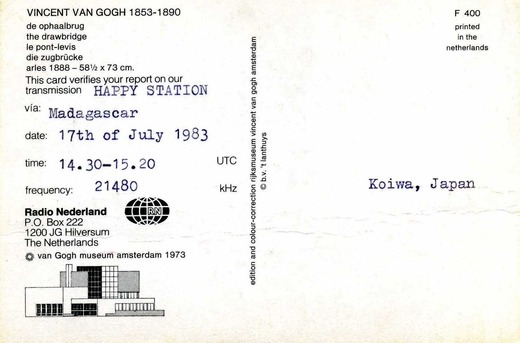 VINCENT VAN GOGH 1853-1890
de ophaalbrug
the drawbridge
le pont-levis
die zugbrücke
arles 1888 – 58½ x 73 cm.
This card verifies your report on our
transmission HAPPY STATION
vía: Madagascar
date: 17th of July 1983
time: 14.30-15.20 UTC
frequency: 21480 kHz
Radio Nederland
P.O. Box 222
1200 JG Hilversum
The Netherlands
RN
van Gogh museum amsterdam 1973
edition and colour-correction rijksmuseum vincent van gogh amsterdam
© b.v. 't lanthuys
F 400
printed
in the
netherlands
Koiwa, Japan